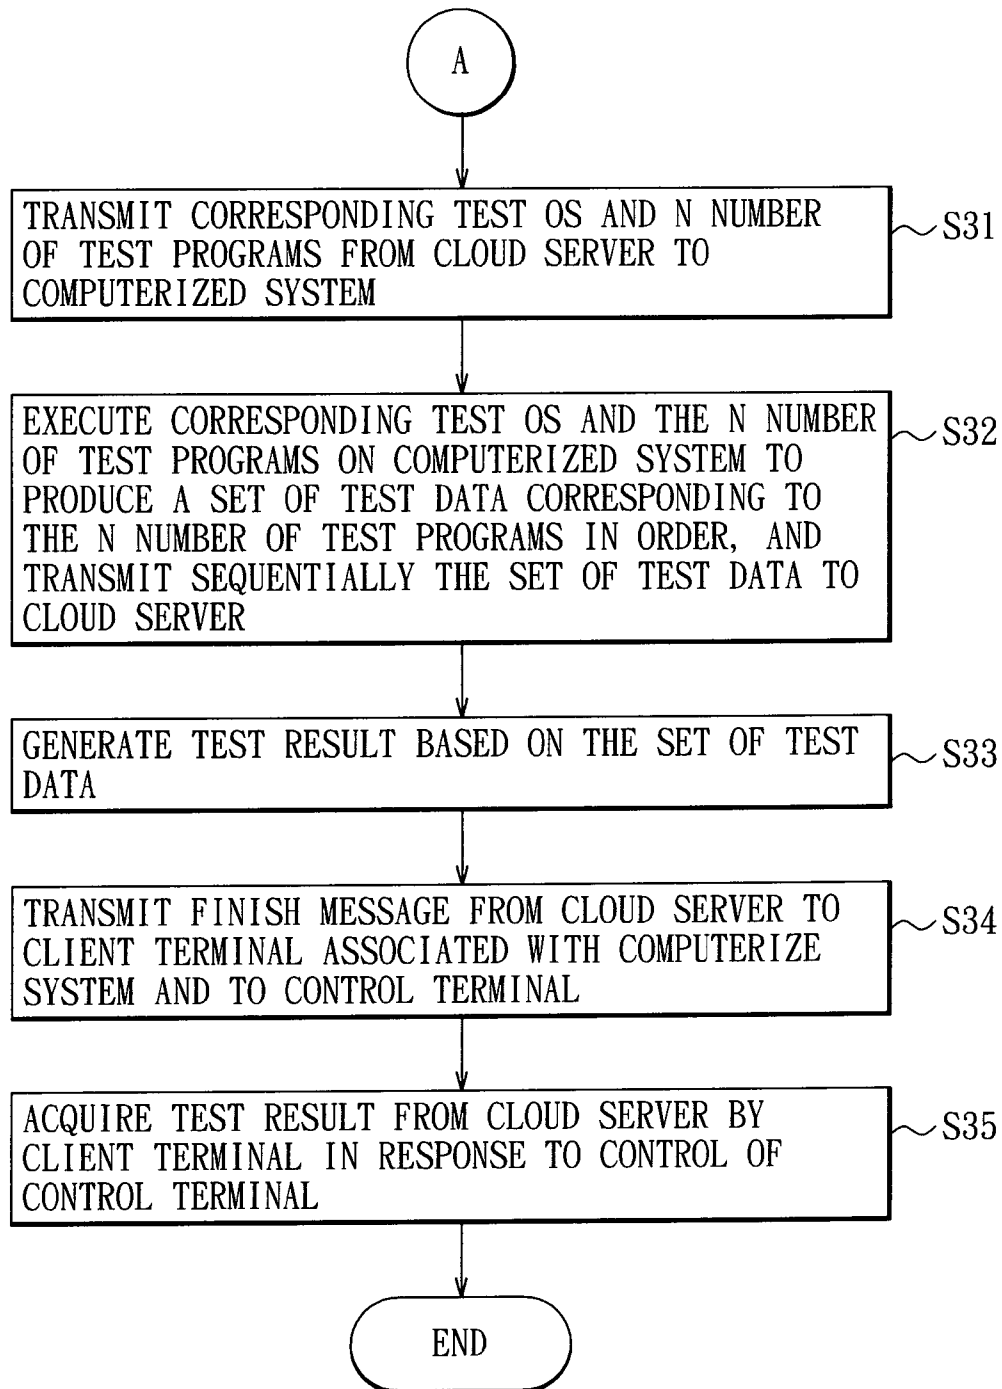 A
TRANSMIT CORRESPONDING TEST OS AND N NUMBER
OF TEST PROGRAMS FROM CLOUD SERVER TO
COMPUTERIZED SYSTEM
S31
EXECUTE CORRESPONDING TEST OS AND THE N NUMBER
OF TEST PROGRAMS ON COMPUTERIZED SYSTEM TO
PRODUCE A SET OF TEST DATA CORRESPONDING TO
THE N NUMBER OF TEST PROGRAMS IN ORDER, AND
TRANSMIT SEQUENTIALLY THE SET OF TEST DATA TO
CLOUD SERVER
S32
GENERATE TEST RESULT BASED ON THE SET OF TEST
DATA
S33
TRANSMIT FINISH MESSAGE FROM CLOUD SERVER TO
CLIENT TERMINAL ASSOCIATED WITH COMPUTERIZE
SYSTEM AND TO CONTROL TERMINAL
S34
ACQUIRE TEST RESULT FROM CLOUD SERVER BY
CLIENT TERMINAL IN RESPONSE TO CONTROL OF
CONTROL TERMINAL
S35
END